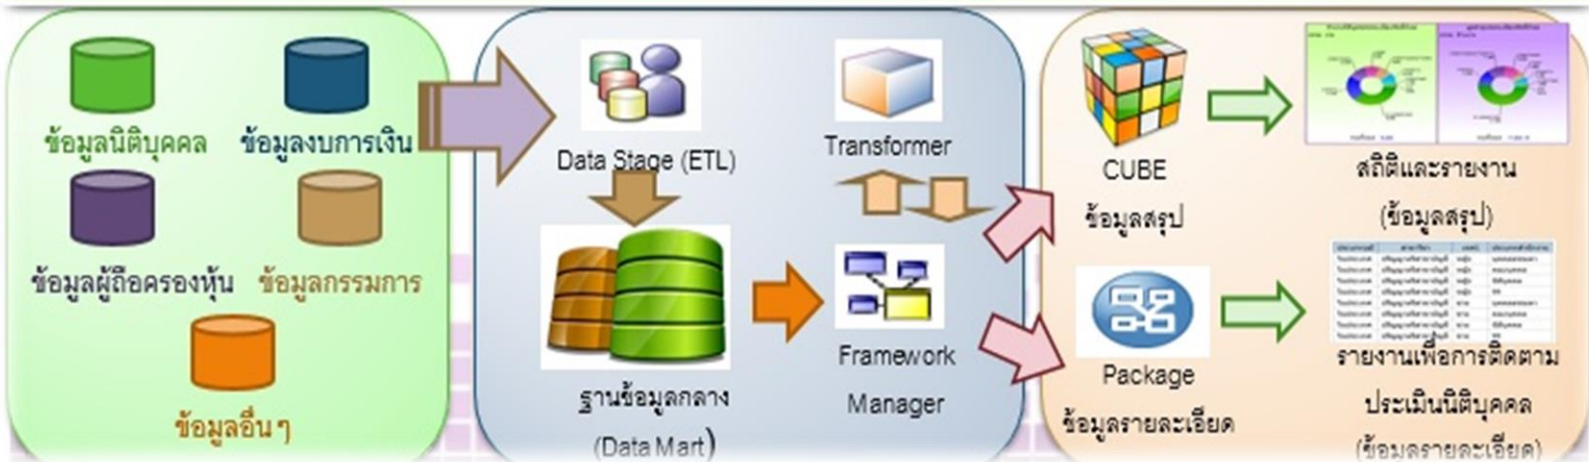 ข้อมูลนิติบุคคล
ข้อมูลงบการเงิน
ข้อมูลผู้ถือครองหุ้น
ข้อมูลกรรมการ
ข้อมูลอื่นๆ
Data Stage (ETL)
ฐานข้อมูลกลาง
(Data Mart)
Transformer
Framework
Manager
CUBE
ข้อมูลสรุป
Package
ข้อมูลรายละเอียด
สถิติและรายงาน
(ข้อมูลสรุป)
รายงานเพื่อการติดตาม
ประเมินนิติบุคคล
(ข้อมูลรายละเอียด)